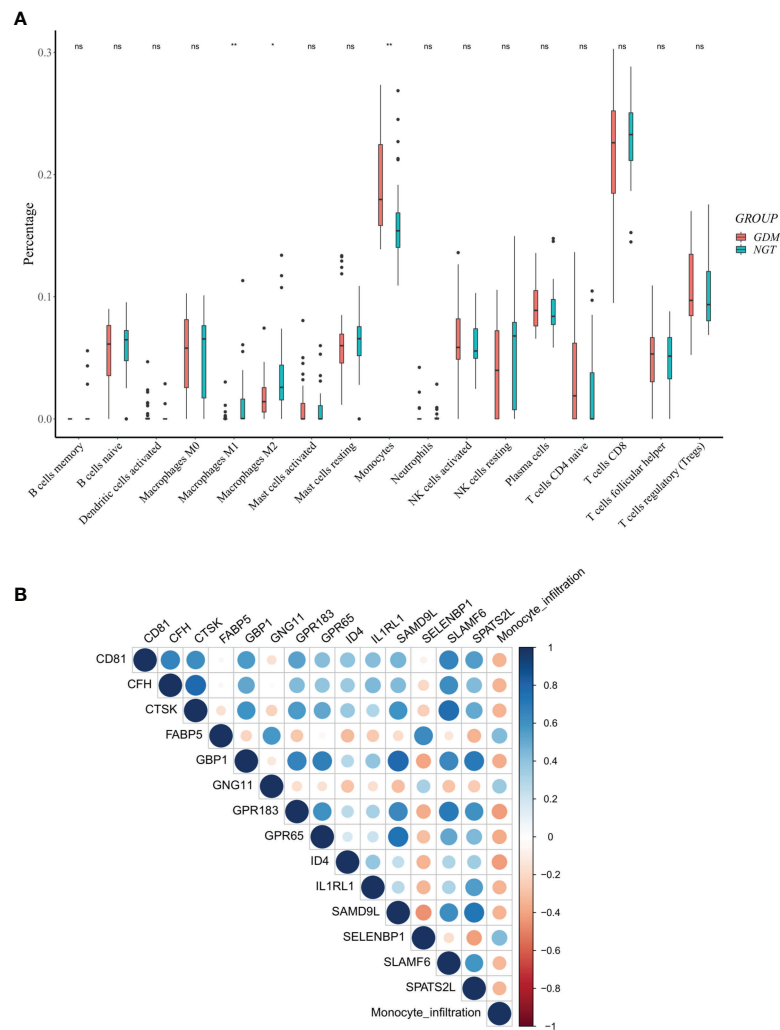 A
ns ns ns ns ** * ns ns ** ns ns ns ns ns ns ns ns
0.3
0.2
0.1
0.0
Percentage
GROUP
GDM
NGT
B cells memory
B cells naive
Dendritic cells activated
Macrophages M0
Macrophages M1
Macrophages M2
Mast cells activated
Mast cells resting
Monocytes
Neutrophils
NK cells activated
NK cells resting
Plasma cells
T cells CD4 naive
T cells CD8
T cells follicular helper
T cells regulatory (Tregs)
B
CD81
CFH
CTSK
FABP5
GBP1
GNG11
GPR183
GPR65
ID4
IL1RL1
SAMD9L
SELENBP1
SLAMF6
SPATS2L
Monocyte_infiltration
CD81
CFH
CTSK
FABP5
GBP1
GNG11
GPR183
GPR65
ID4
IL1RL1
SAMD9L
SELENBP1
SLAMF6
SPATS2L
Monocyte_infiltration
1
0.8
0.6
0.4
0.2
0
−0.2
−0.4
−0.6
−0.8
−1